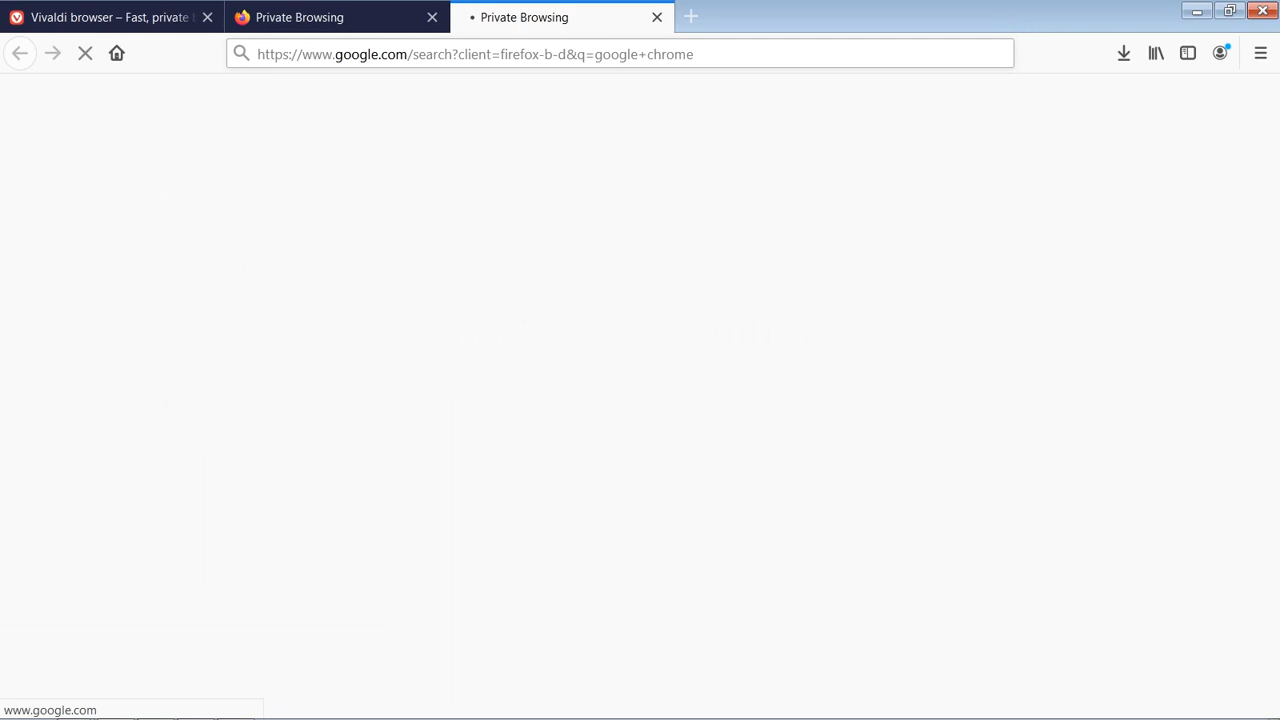 Vivaldi browser – Fast, private
Private Browsing
Private Browsing
https://www.google.com/search?client=firefox-b-d&q=google+chrome
www.google.com